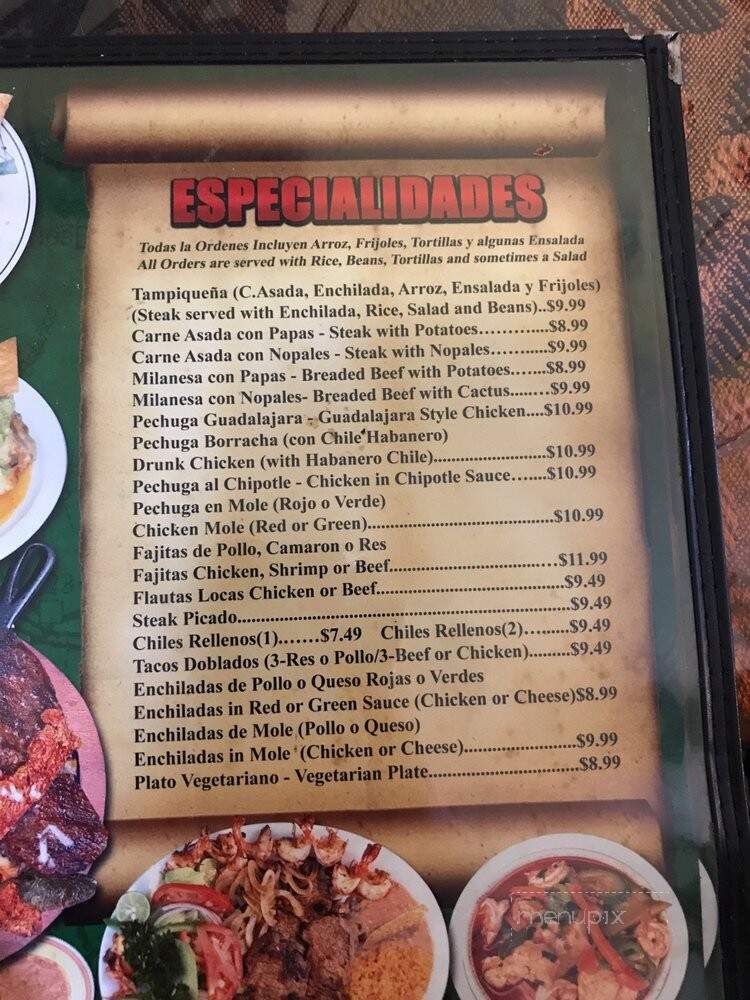 ESPECIALIDADES
Todas la Ordenes Incluyen Arroz, Frijoles, Tortillas y algunas Ensalada
All Orders are served with Rice, Beans, Tortillas and sometimes a Salad
Tampiqueña (C.Asada, Enchilada, Arroz, Ensalada y Frijoles)
(Steak served with Enchilada, Rice, Salad and Beans)..$9.99
Carne Asada con Papas - Steak with Potatoes............$8.99
Carne Asada con Nopales - Steak with Nopales..........$9.99
Milanesa con Papas - Breaded Beef with Potatoes.......$8.99
Milanesa con Nopales- Breaded Beef with Cactus........$9.99
Pechuga Guadalajara - Guadalajara Style Chicken....$10.99
Pechuga Borracha (con Chile Habanero)
Drunk Chicken (with Habanero Chile)..........................$10.99
Pechuga al Chipotle - Chicken in Chipotle Sauce.......$10.99
Pechuga en Mole (Rojo o Verde)
Chicken Mole (Red or Green)...........................................$10.99
Fajitas de Pollo, Camaron o Res
Fajitas Chicken, Shrimp or Beef.......................................$11.99
Flautas Locas Chicken or Beef...........................................$9.49
Steak Picado.............................................................................$9.49
Chiles Rellenos(1).......$7.49 Chiles Rellenos(2).........$9.49
Tacos Doblados (3-Res o Pollo/3-Beef or Chicken).........$9.49
Enchiladas de Pollo o Queso Rojas o Verdes
Enchiladas in Red or Green Sauce (Chicken or Cheese)$8.99
Enchiladas de Mole (Pollo o Queso)
Enchiladas in Mole (Chicken or Cheese)..........................$9.99
Plato Vegetariano - Vegetarian Plate...................................$8.99
menupix